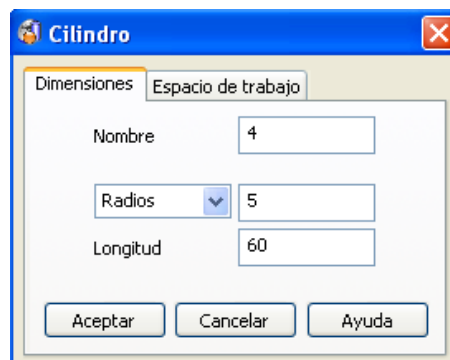 Cilindro
Dimensiones Espacio de trabajo
Nombre 4
Radios 5
Longitud 60
Aceptar Cancelar Ayuda